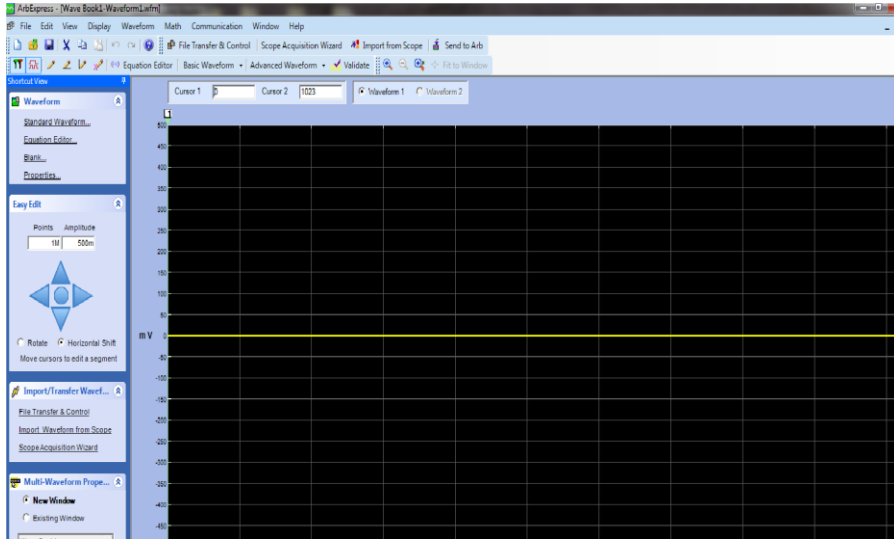 ArbExpress - [Wave Book1-Waveform1.wfm]
File Edit View Display Waveform Math Communication Window Help
File Transfer & Control Scope Acquisition Wizard Import from Scope Send to Arb
Equation Editor Basic Waveform Advanced Waveform Validate Fit to Window
Shortcut View
Cursor 1 0 Cursor 2 1023 Waveform 1 Waveform 2
Waveform
Standard Waveform...
Equation Editor...
Blank...
Properties...
Easy Edit
Points Amplitude
1M 500m
Rotate Horizontal Shift
Move cursors to edit a segment
Import/Transfer Wavef...
File Transfer & Control
Import Waveform from Scope
Scope Acquisition Wizard
Multi-Waveform Prope...
New Window
Existing Window
1
500
450
400
350
300
250
200
150
100
50
mV 0
-50
-100
-150
-200
-250
-300
-350
-400
-450